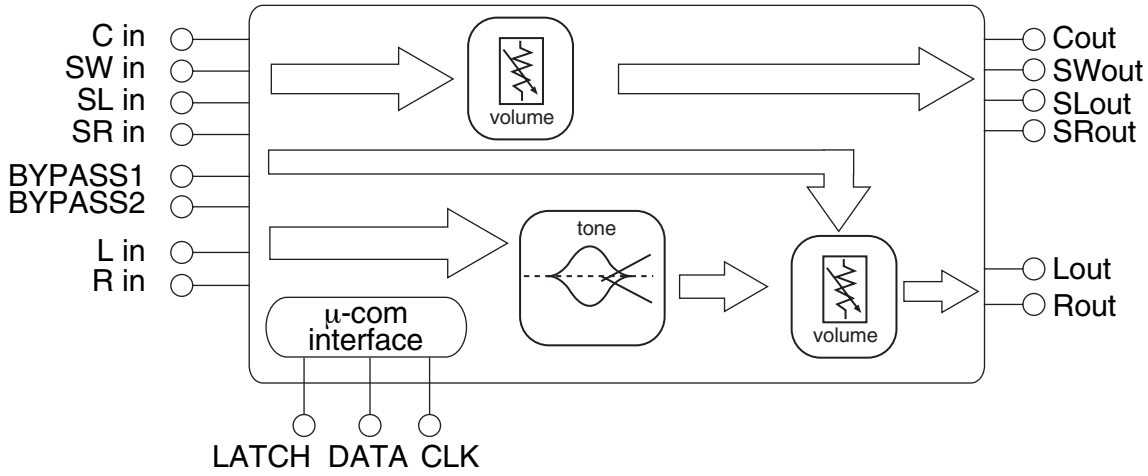 C in
SW in
SL in
SR in
BYPASS1
BYPASS2
L in
R in
volume
tone
volume
μ-com
interface
LATCH DATA CLK
Cout
SWout
SLout
SRout
Lout
Rout